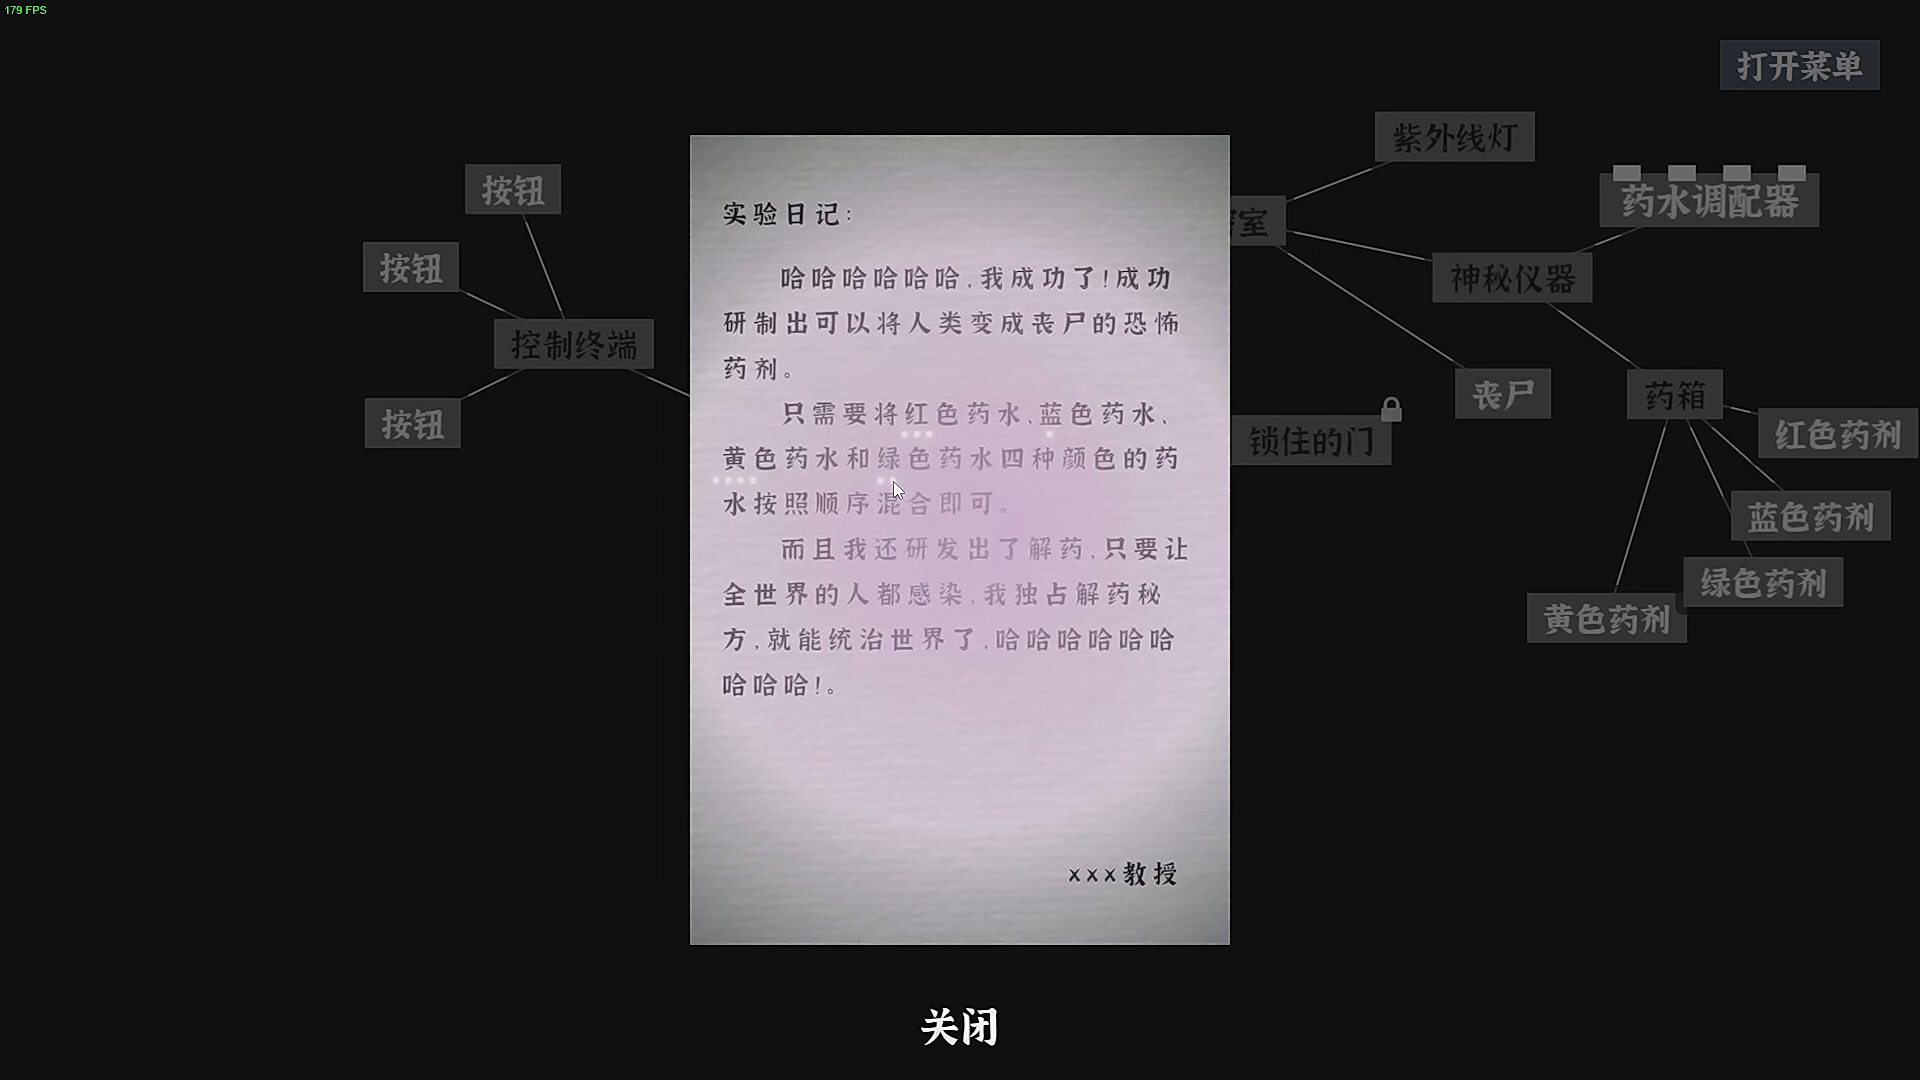 179 FPS
打开菜单
紫外线灯
药水调配器
按钮
室
按钮
神秘仪器
控制终端
丧尸
药箱
按钮
锁住的门
红色药剂
蓝色药剂
绿色药剂
黄色药剂
实验日记:
哈哈哈哈哈哈,我成功了!成功
研制出可以将人类变成丧尸的恐怖
药剂。
只需要将红色药水、蓝色药水、
黄色药水和绿色药水四种颜色的药
水按照顺序混合即可。
而且我还研发出了解药,只要让
全世界的人都感染,我独占解药秘
方,就能统治世界了,哈哈哈哈哈哈
哈哈哈!。
xxx教授
关闭